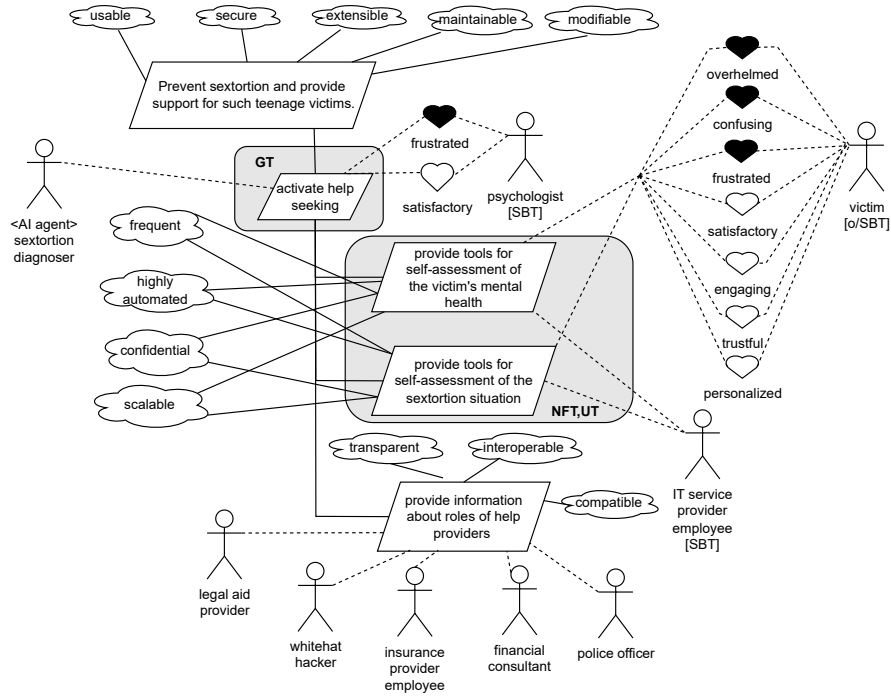 usable
secure
extensible
maintainable
modifiable
Prevent sextortion and provide
support for such teenage victims.
overhelmed
confusing
frustrated
satisfactory
engaging
trustful
personalized
victim
[o/SBT]
frustrated
satisfactory
psychologist
[SBT]
GT
activate help
seeking
<AI agent>
sextortion
diagnoser
frequent
highly
automated
confidential
scalable
provide tools for
self-assessment of
the victim's mental
health
provide tools for
self-assessment of the
sextortion situation
NFT,UT
IT service
provider
employee
[SBT]
transparent
interoperable
compatible
provide information
about roles of help
providers
legal aid
provider
whitehat
hacker
insurance
provider
employee
financial
consultant
police officer